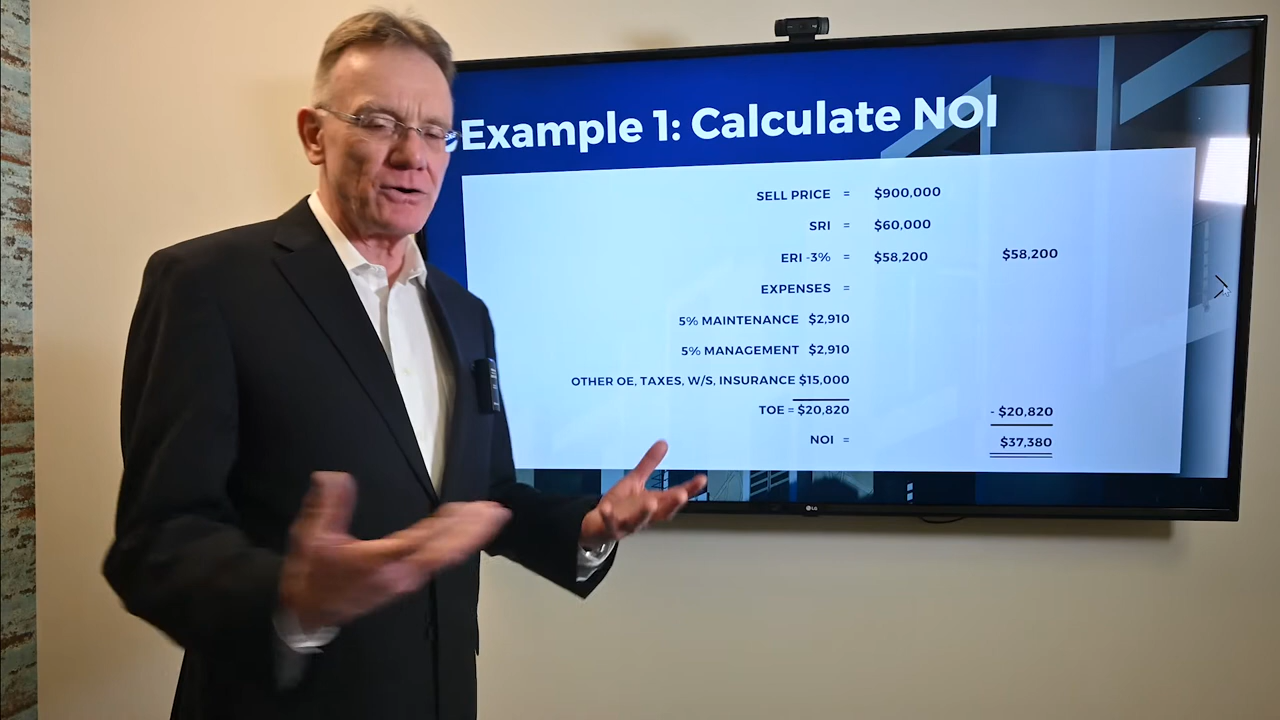 Example 1: Calculate NOI
SELL PRICE = $900,000
SRI = $60,000
ERI -3% = $58,200 $58,200
EXPENSES =
5% MAINTENANCE $2,910
5% MANAGEMENT $2,910
OTHER OE, TAXES, W/S, INSURANCE $15,000
TOE = $20,820 - $20,820
NOI = $37,380
LG